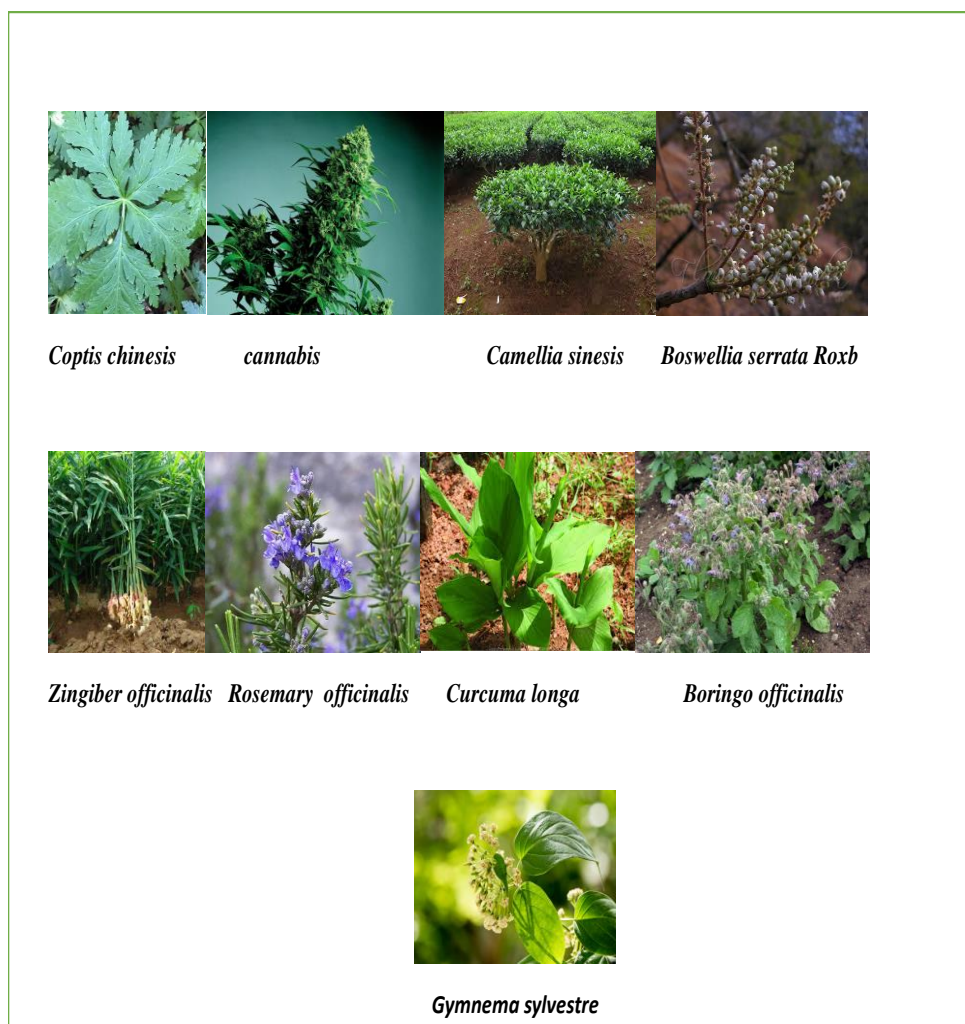 Coptis chinesis cannabis Camellia sinesis Boswellia serrata Roxb
Zingiber officinalis Rosemary officinalis Curcuma longa Boringo officinalis
Gymnema sylvestre